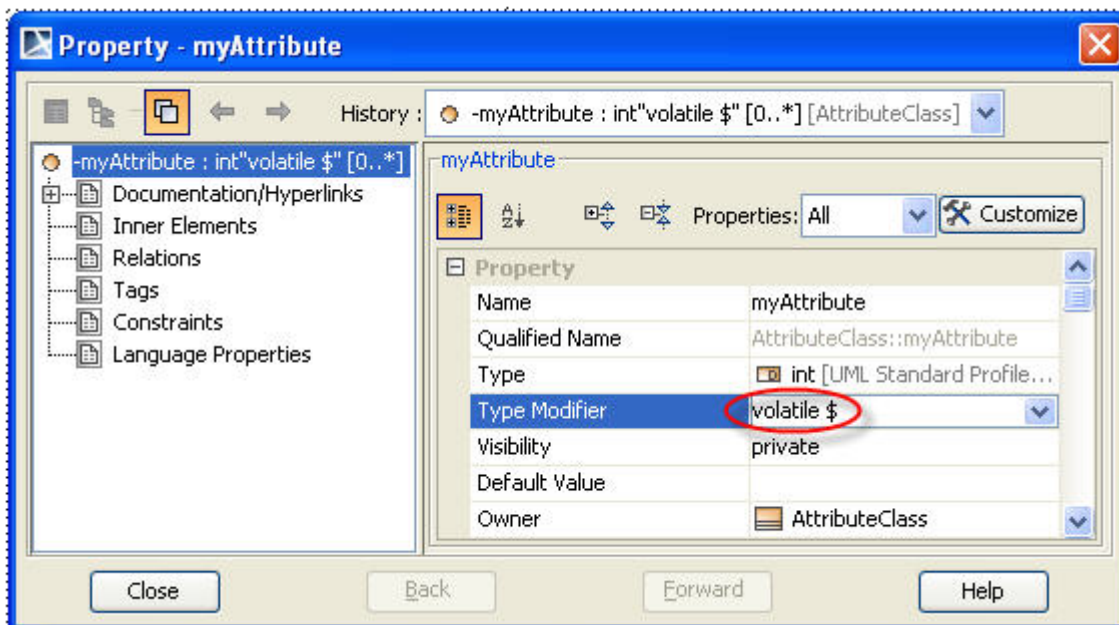 Property - myAttribute
History : -myAttribute : int"volatile $" [0..*] [AttributeClass]
-myAttribute : int"volatile $" [0..*]
Documentation/Hyperlinks
Inner Elements
Relations
Tags
Constraints
Language Properties
myAttribute
Properties: All Customize
Property
Name myAttribute
Qualified Name AttributeClass::myAttribute
Type int [UML Standard Profile...
Type Modifier volatile $
Visibility private
Default Value
Owner AttributeClass
Close Back Forward Help